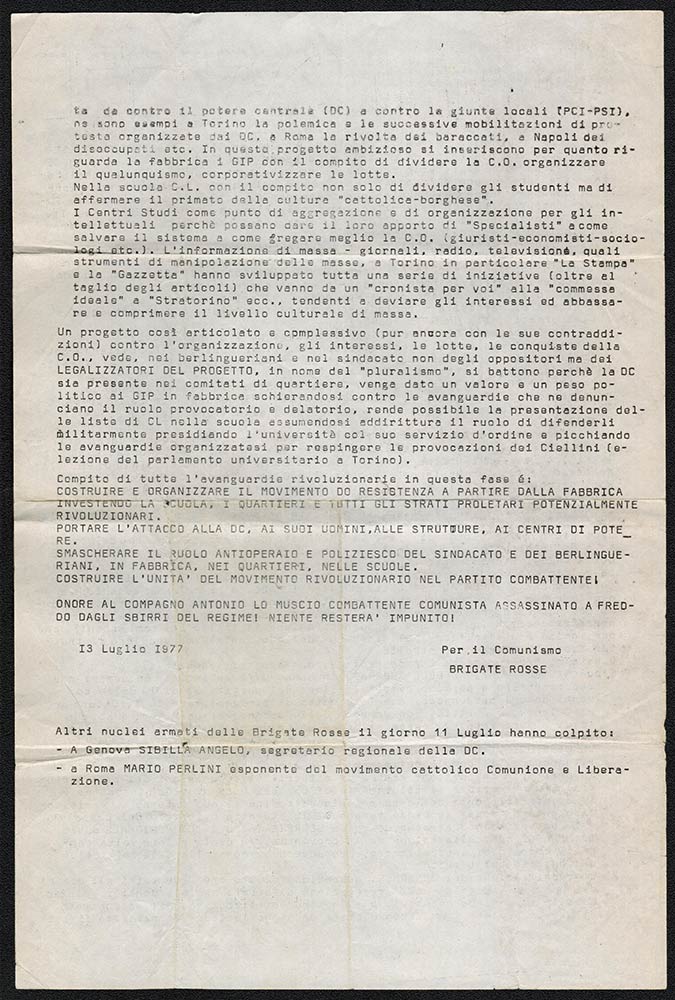 ta da contro il potere centrale (DC) a contro la giunte locali (PCI-PSI),
ne sono esempi a Torino la polemica e le successive mobilitazioni di pro-
testa organizzate dai DC, a Roma la rivolta dei baraccati, a Napoli dei
disoccupati etc. In questo progetto ambizioso si inseriscono per quanto ri-
guarda la fabbrica i GIP con il compito di dividere la C.O. organizzare
il qualunquismo, corporativizzare le lotte.
Nella scuola C.L. con il compito non solo di dividere gli studenti ma di
affermare il primato della cultura "cattolica-borghese".
I Centri Studi come punto di aggregazione e di organizzazione per gli in-
tellettuali perchè possano dare il loro apporto di "Specialisti" a come
salvare il sistema a come fregare meglio la C.O. (giuristi-economisti-socio-
logi etc.). L'informazione di massa - giornali, radio, televisione, quali
strumenti di manipolazione delle masse, a Torino in particolare "La Stampa"
e la "Gazzetta" hanno sviluppato tutta una serie di iniziative (oltre al
taglio degli articoli) che vanno da un "cronista per voi" alla "commessa
ideale" a "Stratorino" ecc., tendenti a deviare gli interessi ed abbassa-
re e comprimere il livello culturale di massa.
Un progetto così articolato e complessivo (pur ancora con le sue contraddi-
zioni) contro l'organizzazione, gli interessi, le lotte, le conquiste della
C.O., vede, nei berlingueriani e nel sindacato non degli oppositori ma dei
LEGALIZZATORI DEL PROGETTO, in nome del "pluralismo", si battono perchè la DC
sia presente nei comitati di quartiere, venga dato un valore e un peso po-
litico ai GIP in fabbrica schierandosi contro le avanguardie che ne denun-
ciano il ruolo provocatorio e delatorio, rende possibile la presentazione del-
le liste di CL nella scuola assumendosi addirittura il ruolo di difenderli
militarmente presidiando l'università col suo servizio d'ordine e picchiando
le avanguardie organizzatesi per respingere le provocazioni dei Ciellini (e-
lezione del parlamento universitario a Torino).
Compito di tutte l'avanguardie rivoluzionarie in questa fase é:
COSTRUIRE E ORGANIZZARE IL MOVIMENTO DO RESISTENZA A PARTIRE DALLA FABBRICA
INVESTENDO LA SCUOLA, I QUARTIERI E TUTTI GLI STRATI PROLETARI POTENZIALMENTE
RIVOLUZIONARI.
PORTARE L'ATTACCO ALLA DC, AI SUOI UOMINI,ALLE STRUTTURE, AI CENTRI DI POTE
RE.
SMASCHERARE IL RUOLO ANTIOPERAIO E POLIZIESCO DEL SINDACATO E DEI BERLINGUE-
RIANI, IN FABBRICA, NEI QUARTIERI, NELLE SCUOLE.
COSTRUIRE L'UNITA' DEL MOVIMENTO RIVOLUZIONARIO NEL PARTITO COMBATTENTE!
ONORE AL COMPAGNO ANTONIO LO MUSCIO COMBATTENTE COMUNISTA ASSASSINATO A FRED-
DO DAGLI SBIRRI DEL REGIME! NIENTE RESTERA' IMPUNITO!
I3 Luglio I977
Per il Comunismo
BRIGATE ROSSE
Altri nuclei armati delle Brigate Rosse il giorno 11 Luglio hanno colpito:
- A Genova SIBILLA ANGELO, segretario regionale della DC.
- a Roma MARIO PERLINI esponente del movimento cattolico Comunione e Libera-
zione.